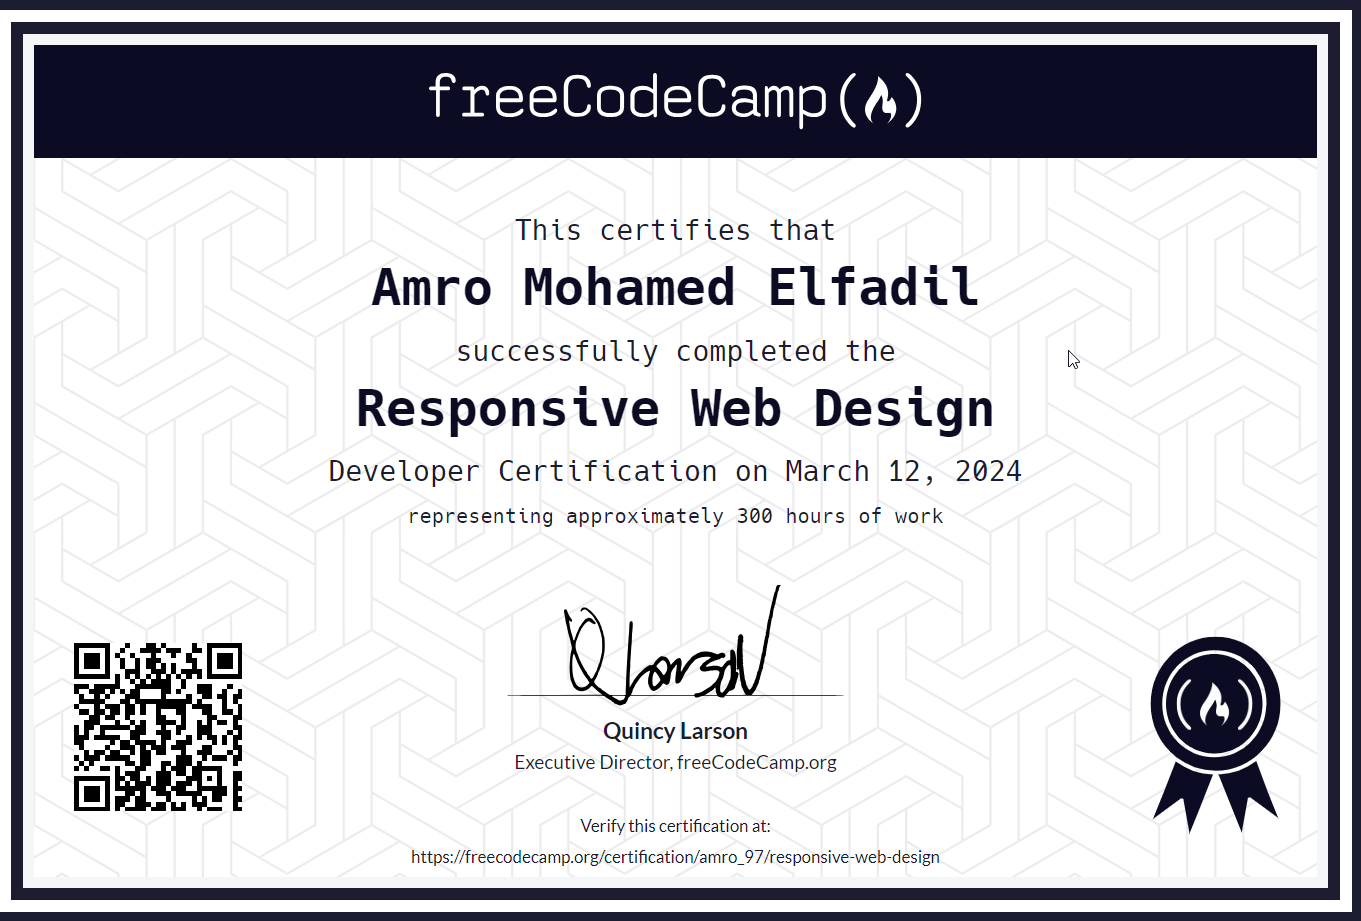 freeCodeCamp
This certifies that
Amro Mohamed Elfadil
successfully completed the
Responsive Web Design
Developer Certification on March 12, 2024
representing approximately 300 hours of work
Quincy Larson
Executive Director, freeCodeCamp.org
Verify this certification at:
https://freecodecamp.org/certification/amro_97/responsive-web-design